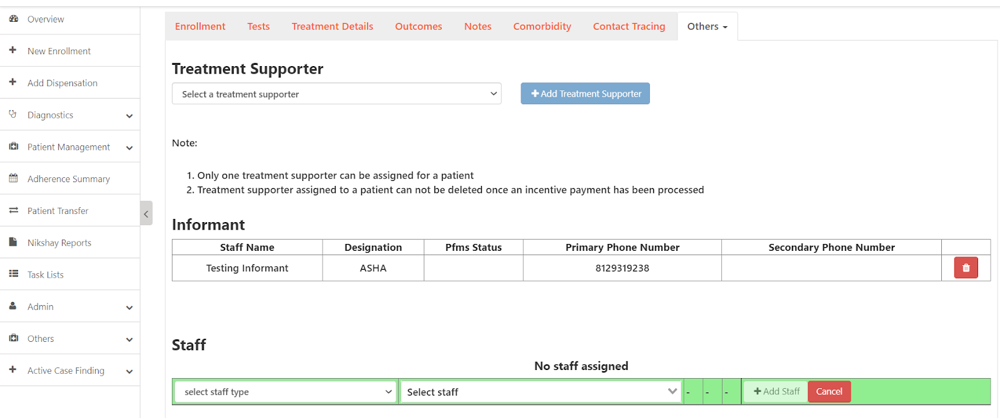 Overview
New Enrollment
Add Dispensation
Diagnostics
Patient Management
Adherence Summary
Patient Transfer
Nikshay Reports
Task Lists
Admin
Others
Active Case Finding
Enrollment Tests Treatment Details Outcomes Notes Comorbidity Contact Tracing Others
Treatment Supporter
Select a treatment supporter Add Treatment Supporter
Note:
1. Only one treatment supporter can be assigned for a patient
2. Treatment supporter assigned to a patient can not be deleted once an incentive payment has been processed
Informant
Staff Name Designation Pfms Status Primary Phone Number Secondary Phone Number
Testing Informant ASHA 8129319238
Staff
No staff assigned
select staff type Select staff - - - Add Staff Cancel